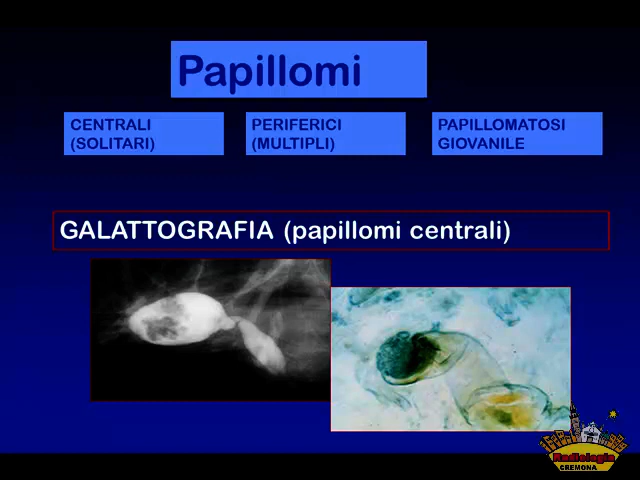 Papillomi
CENTRALI
(SOLITARI)
PERIFERICI
(MULTIPLI)
PAPILLOMATOSI
GIOVANILE
GALATTOGRAFIA (papillomi centrali)
Radiologia
CREMONA